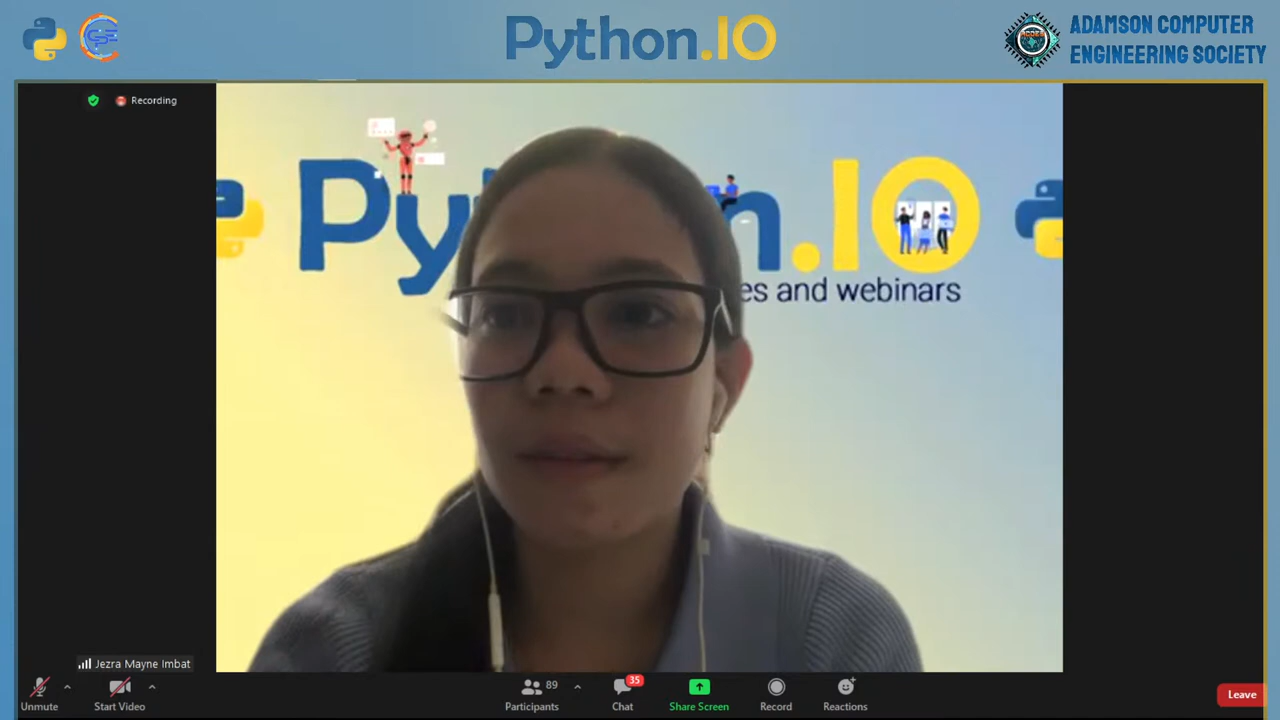 Python.IO
ADAMSON COMPUTER
ENGINEERING SOCIETY
Recording
Py n.IO
es and webinars
Jezra Mayne Imbat
Unmute
Start Video
89
Participants
35
Chat
Share Screen
Record
Reactions
Leave